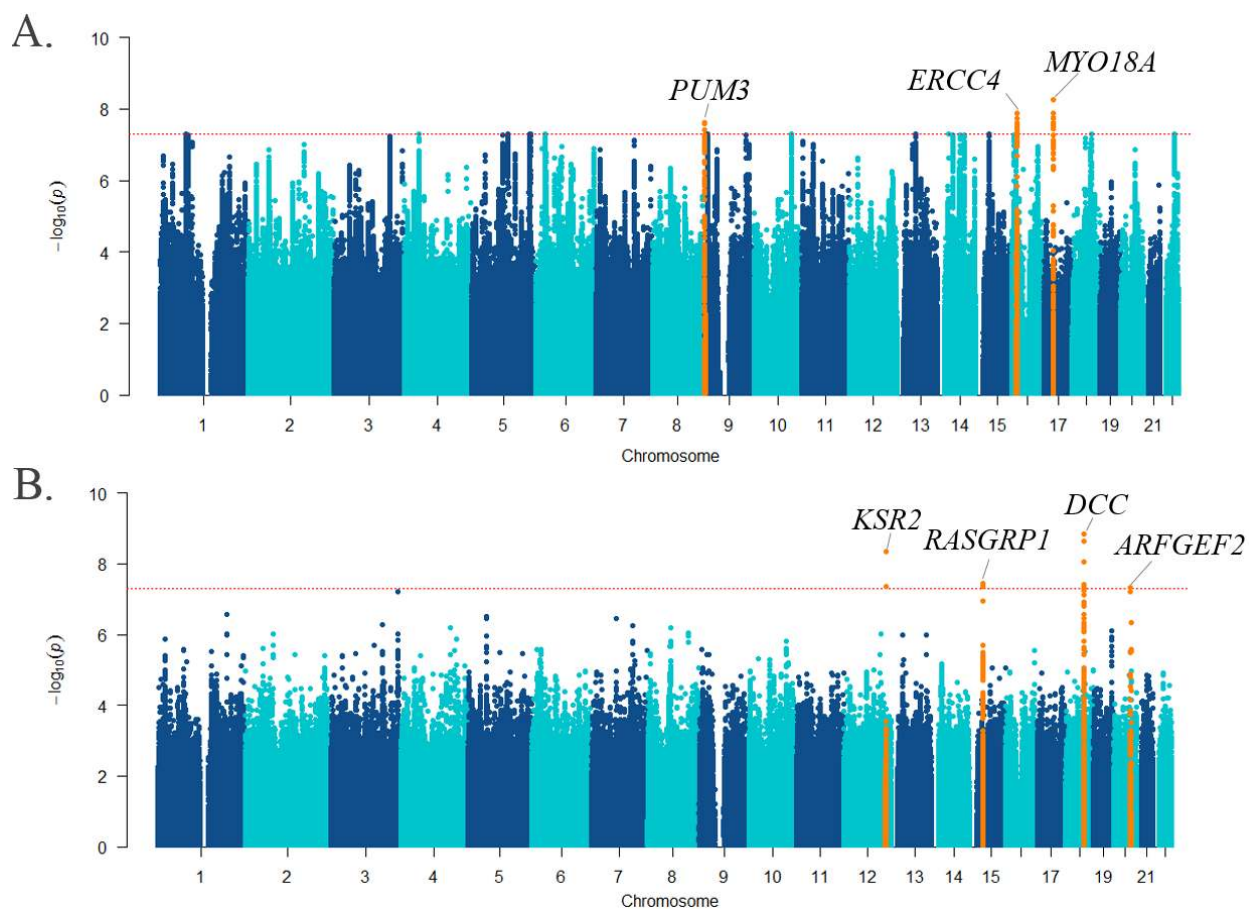 A.
10
8
6
4
2
0
−log10(p)
PUM3
ERCC4
MYO18A
1 2 3 4 5 6 7 8 9 10 11 12 13 14 15 17 19 21
Chromosome
B.
10
8
6
4
2
0
−log10(p)
KSR2
RASGRP1
DCC
ARFGEF2
1 2 3 4 5 6 7 8 9 10 11 12 13 14 15 17 19 21
Chromosome